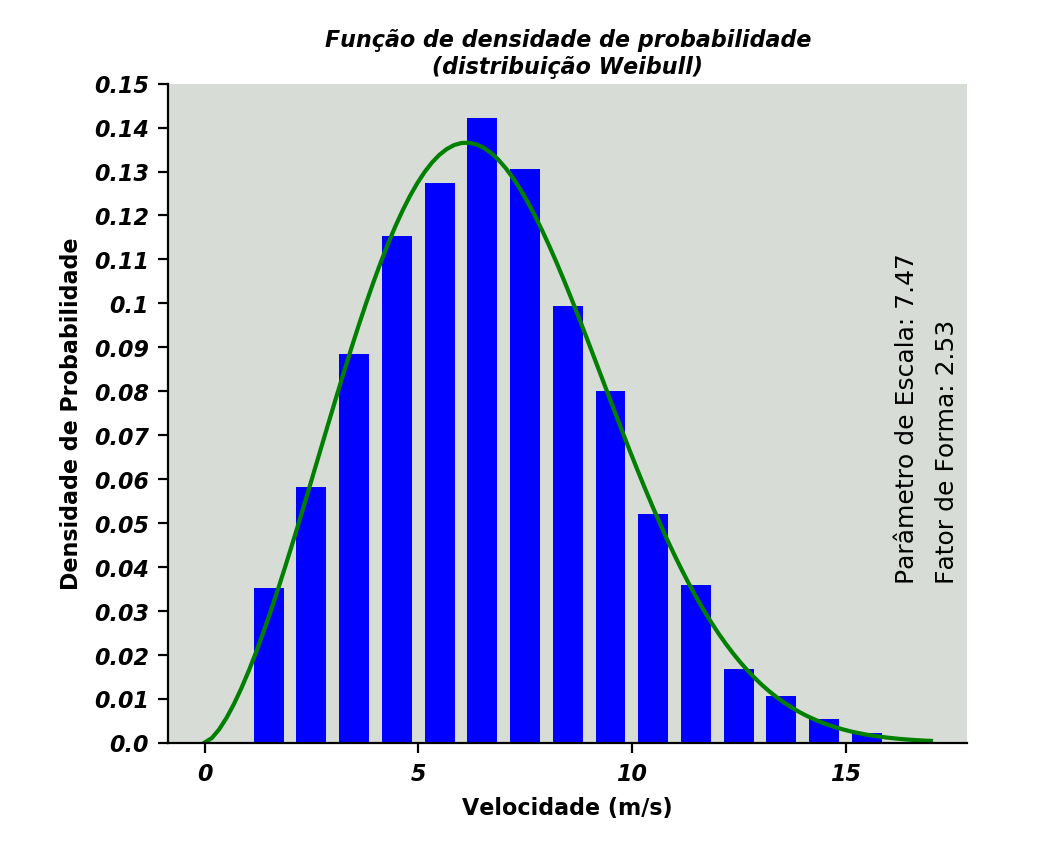 Função de densidade de probabilidade
(distribuição Weibull)
Densidade de Probabilidade
0.15
0.14
0.13
0.12
0.11
0.1
0.09
0.08
0.07
0.06
0.05
0.04
0.03
0.02
0.01
0.0
Parâmetro de Escala: 7.47
Fator de Forma: 2.53
0 5 10 15
Velocidade (m/s)